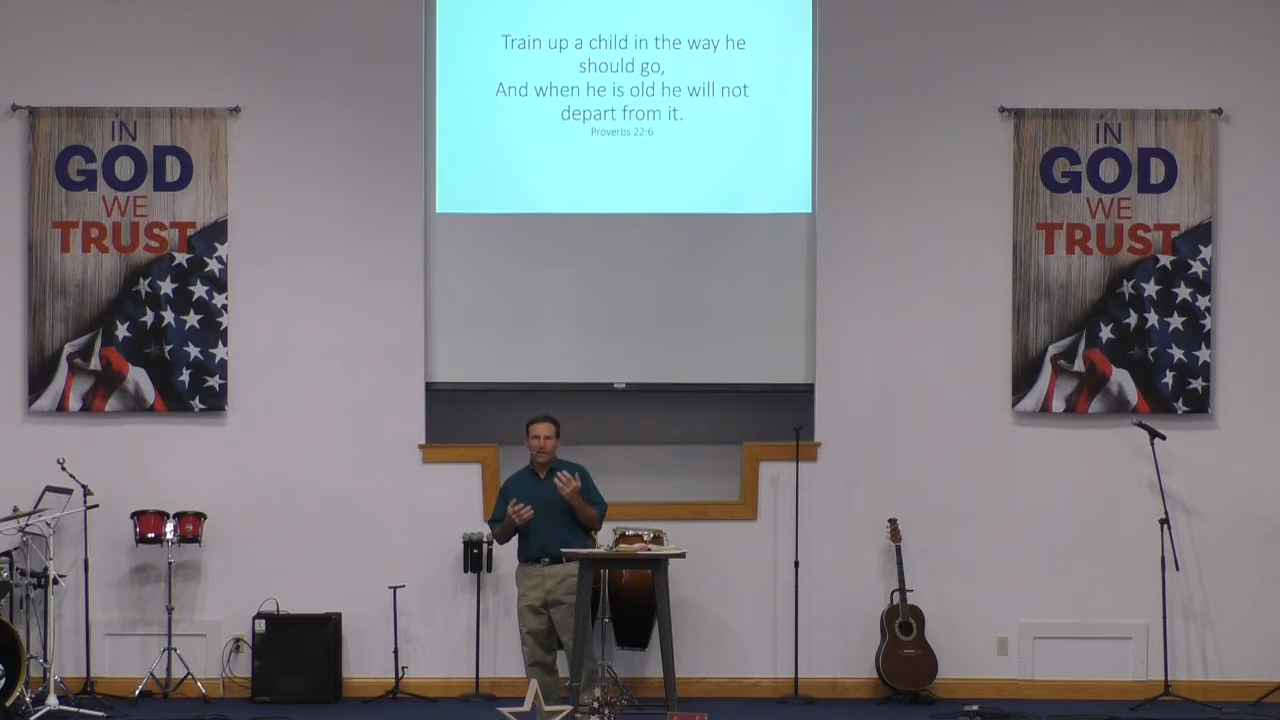 Train up a child in the way he
should go,
And when he is old he will not
depart from it.
Proverbs 22:6
IN
GOD
WE
TRUST
IN
GOD
WE
TRUST